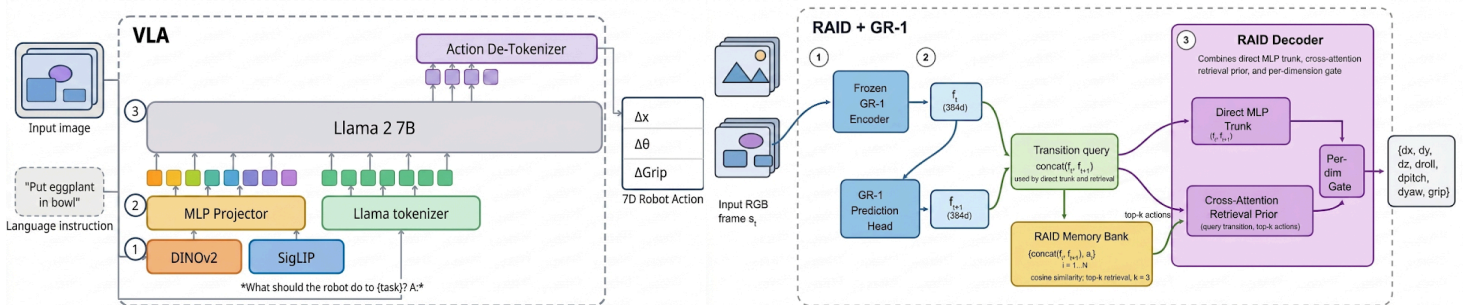 VLA
Action De-Tokenizer
3
Llama 2 7B
Input image
"Put eggplant
in bowl"
Language instruction
2
MLP Projector
Llama tokenizer
1
DINOv2
SigLIP
*What should the robot do to {task}? A:*
Δx
Δθ
ΔGrip
7D Robot Action
RAID + GR-1
Input RGB
frame s_t
1
2
Frozen
GR-1
Encoder
f_t
(384d)
GR-1
Prediction
Head
f_{t+1}
(384d)
Transition query
concat(f_t, f_{t+1})
used by direct trunk and retrieval
RAID Memory Bank
{concat(f_t, f_{t+1}), a_i}
i = 1...N
cosine similarity; top-k retrieval, k = 3
top-k actions
3
RAID Decoder
Combines direct MLP trunk, cross-attention
retrieval prior, and per-dimension gate
Direct MLP
Trunk
(f_t, f_{t+1})
Cross-Attention
Retrieval Prior
(query transition, top-k actions)
Per-
dim
Gate
{dx, dy,
dz, droll,
dpitch,
dyaw, grip}